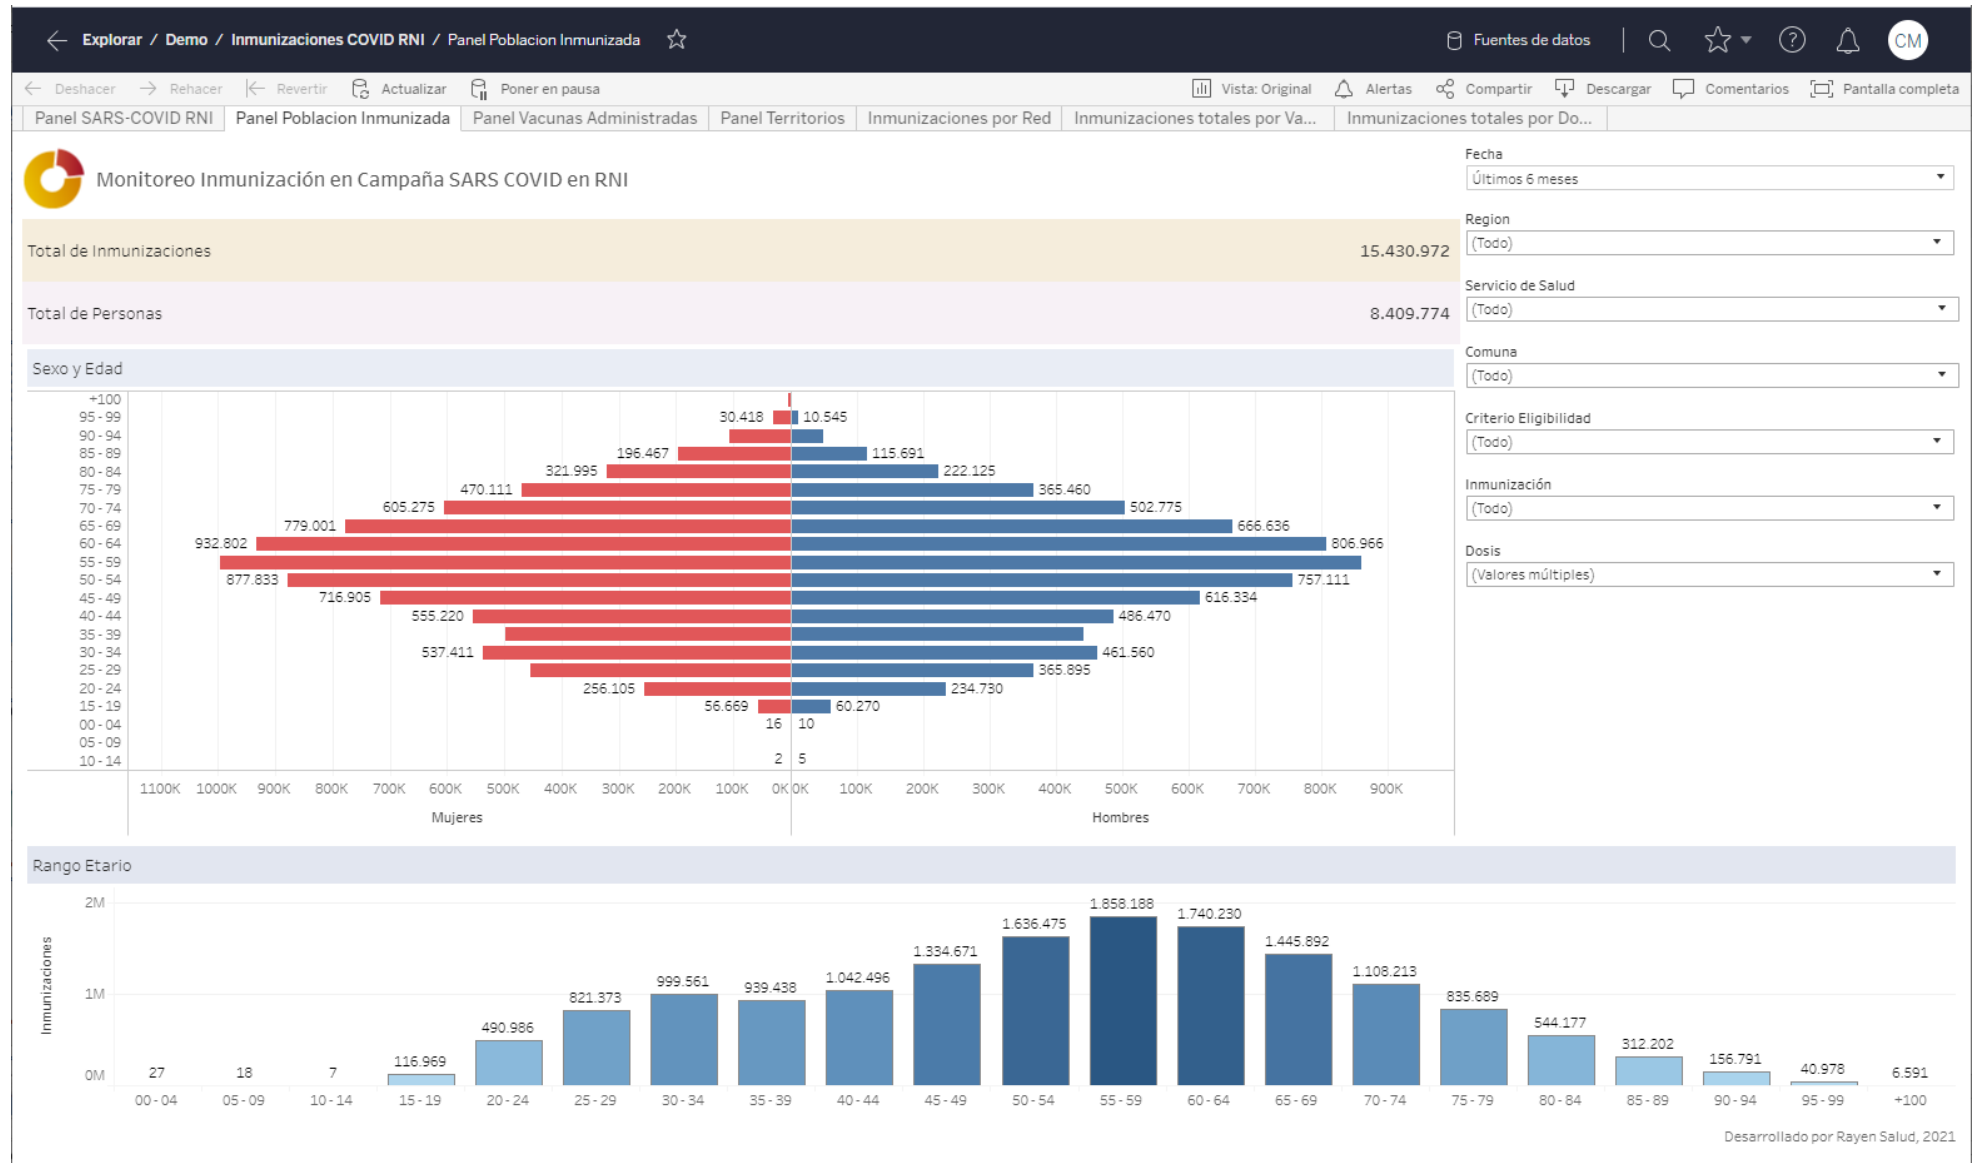 Explorar / Demo / Inmunizaciones COVID RNI / Panel Poblacion Inmunizada
Fuentes de datos
CM
Deshacer Rehacer Revertir Actualizar Poner en pausa
Vista: Original Alertas Compartir Descargar Comentarios Pantalla completa
Panel SARS-COVID RNI Panel Poblacion Inmunizada Panel Vacunas Administradas Panel Territorios Inmunizaciones por Red Inmunizaciones totales por Va... Inmunizaciones totales por Do...
Monitoreo Inmunización en Campaña SARS COVID en RNI
Total de Inmunizaciones 15.430.972
Total de Personas 8.409.774
Fecha
Últimos 6 meses
Region
(Todo)
Servicio de Salud
(Todo)
Comuna
(Todo)
Criterio Eligibilidad
(Todo)
Inmunización
(Todo)
Dosis
(Valores múltiples)
Sexo y Edad
+100
95 - 99 30.418 10.545
90 - 94
85 - 89 196.467 115.691
80 - 84 321.995 222.125
75 - 79 470.111 365.460
70 - 74 605.275 502.775
65 - 69 779.001 666.636
60 - 64 932.802 806.966
55 - 59
50 - 54 877.833 757.111
45 - 49 716.905 616.334
40 - 44 555.220 486.470
35 - 39
30 - 34 537.411 461.560
25 - 29 365.895
20 - 24 256.105 234.730
15 - 19 56.669 60.270
00 - 04 16 10
05 - 09
10 - 14 2 5
1100K 1000K 900K 800K 700K 600K 500K 400K 300K 200K 100K 0K 0K 100K 200K 300K 400K 500K 600K 700K 800K 900K
Mujeres Hombres
Rango Etario
Inmunizaciones
2M
1M
0M
27 18 7 116.969 490.986 821.373 999.561 939.438 1.042.496 1.334.671 1.636.475 1.858.188 1.740.230 1.445.892 1.108.213 835.689 544.177 312.202 156.791 40.978 6.591
00 - 04 05 - 09 10 - 14 15 - 19 20 - 24 25 - 29 30 - 34 35 - 39 40 - 44 45 - 49 50 - 54 55 - 59 60 - 64 65 - 69 70 - 74 75 - 79 80 - 84 85 - 89 90 - 94 95 - 99 +100
Desarrollado por Rayen Salud, 2021